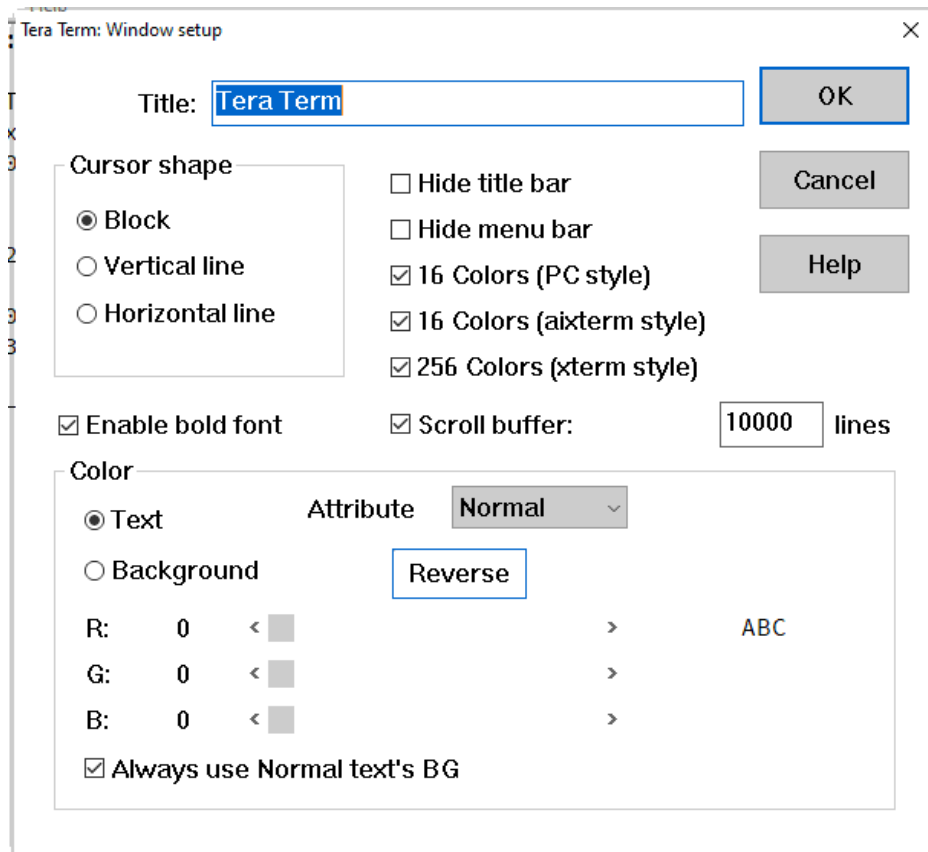 Tera Term: Window setup
Title: Tera Term
OK
Cursor shape
Block
Vertical line
Horizontal line
Hide title bar
Hide menu bar
16 Colors (PC style)
16 Colors (aixterm style)
256 Colors (xterm style)
Cancel
Help
Enable bold font
Scroll buffer: 10000 lines
Color
Text
Attribute Normal
Background
Reverse
R: 0 < > ABC
G: 0 < >
B: 0 < >
Always use Normal text's BG